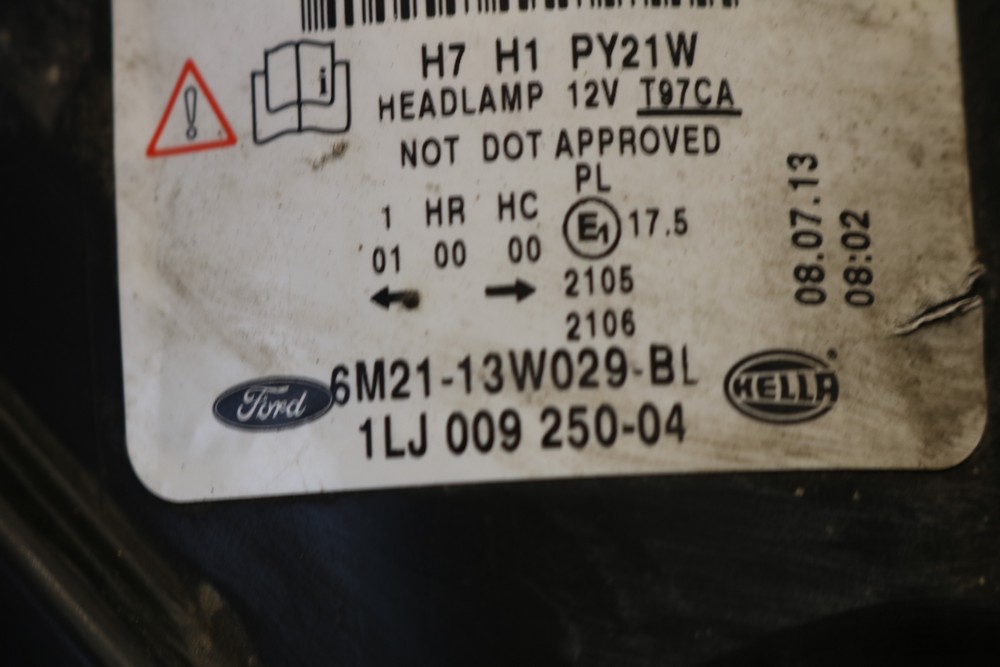 H7 H1 PY21W
HEADLAMP 12V T97CA
NOT DOT APPROVED
PL
1 HR HC E1 17.5
01 00 00
2105
2106
6M21-13W029-BL
Ford
HELLA
1LJ 009 250-04
08.07.13
08:02